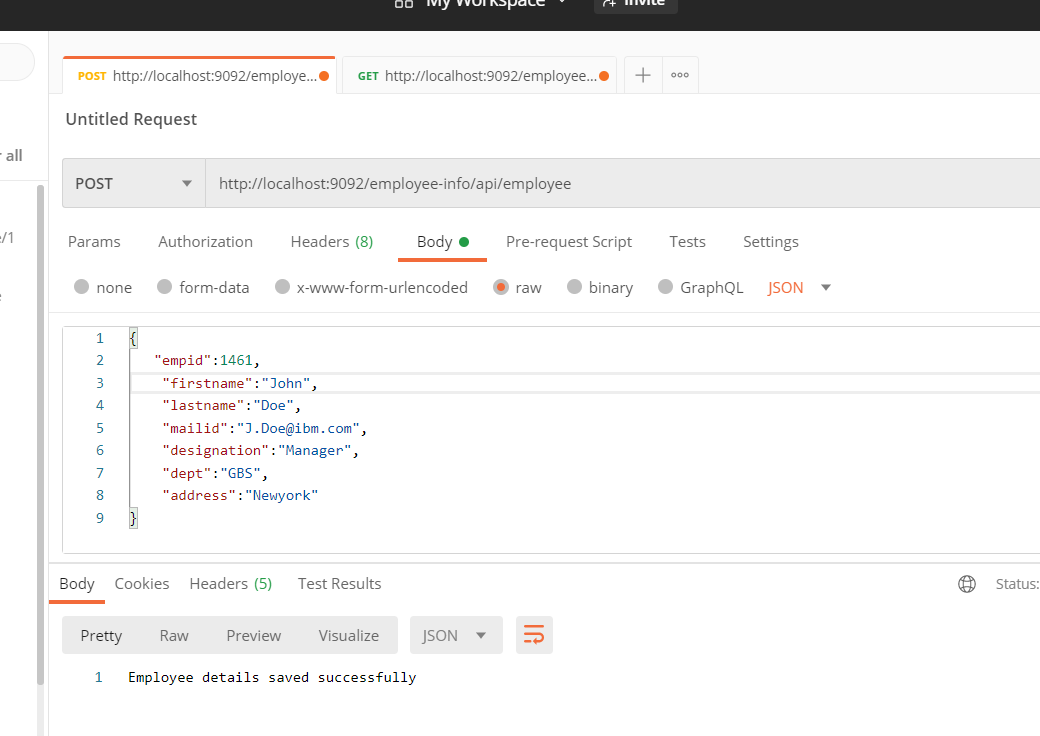 My Workspace
Invite
POST http://localhost:9092/employe...
GET http://localhost:9092/employee...
Untitled Request
r all
POST
http://localhost:9092/employee-info/api/employee
e/1
Params Authorization Headers (8) Body Pre-request Script Tests Settings
none form-data x-www-form-urlencoded raw binary GraphQL JSON
1 {
2 "empid":1461,
3 "firstname":"John",
4 "lastname":"Doe",
5 "mailid":"J.Doe@ibm.com",
6 "designation":"Manager",
7 "dept":"GBS",
8 "address":"Newyork"
9 }
Body Cookies Headers (5) Test Results Status:
Pretty Raw Preview Visualize JSON
1 Employee details saved successfully